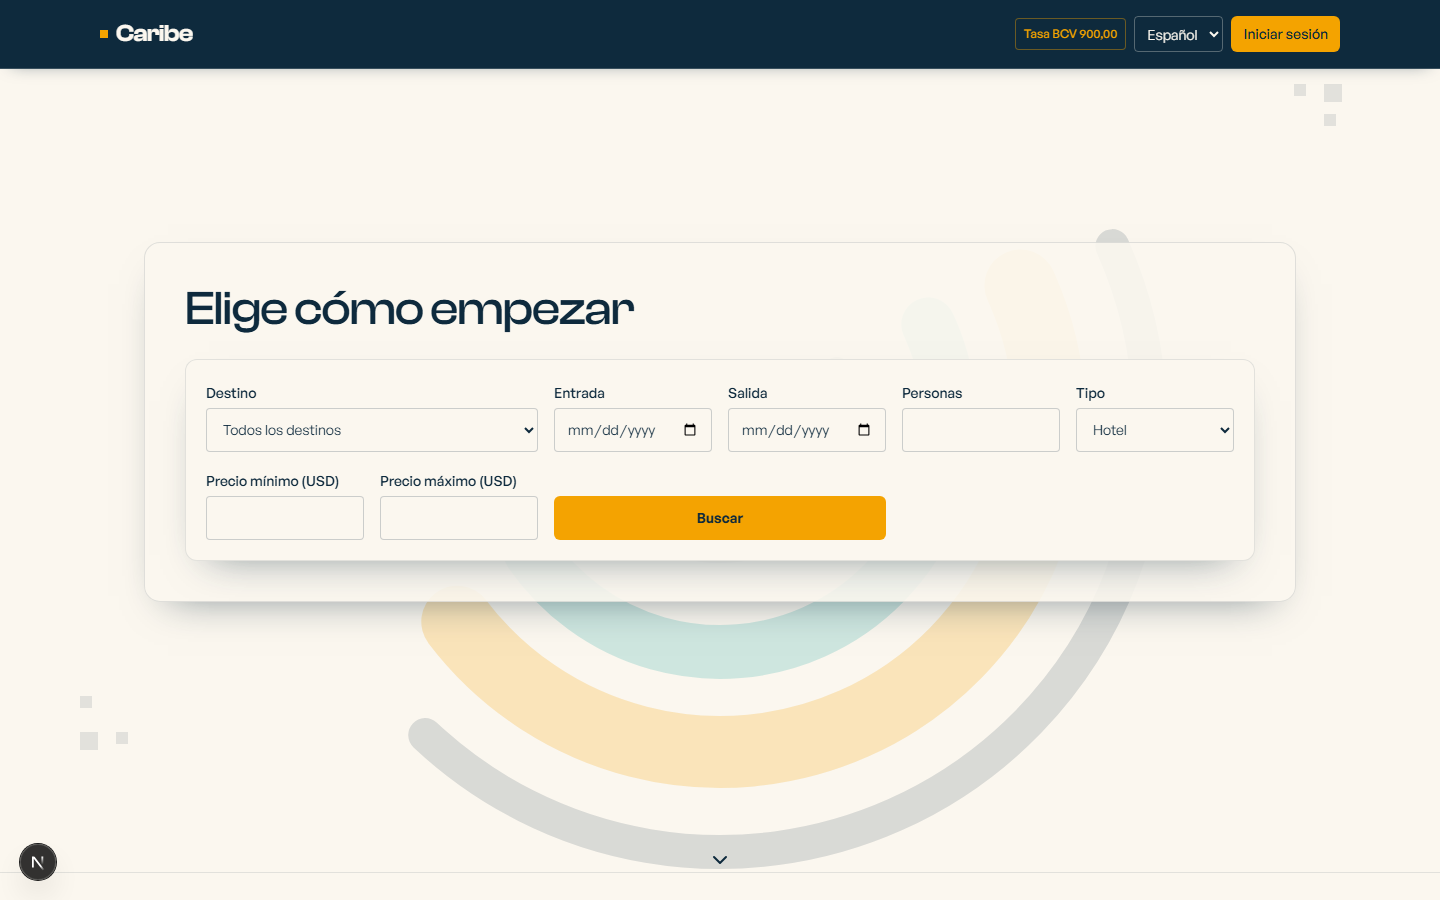 Caribe
Tasa BCV 900,00
Español
Iniciar sesión
Elige cómo empezar
Destino
Entrada
Salida
Personas
Tipo
Todos los destinos
mm/dd/yyyy
mm/dd/yyyy
Hotel
Precio mínimo (USD)
Precio máximo (USD)
Buscar
N